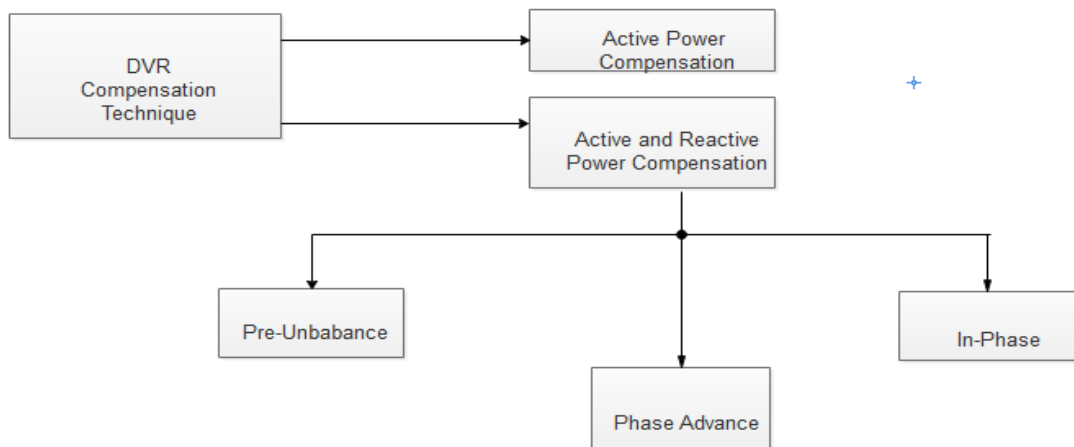 DVR
Compensation
Technique
Active Power
Compensation
Active and Reactive
Power Compensation
Pre-Unbabance
Phase Advance
In-Phase